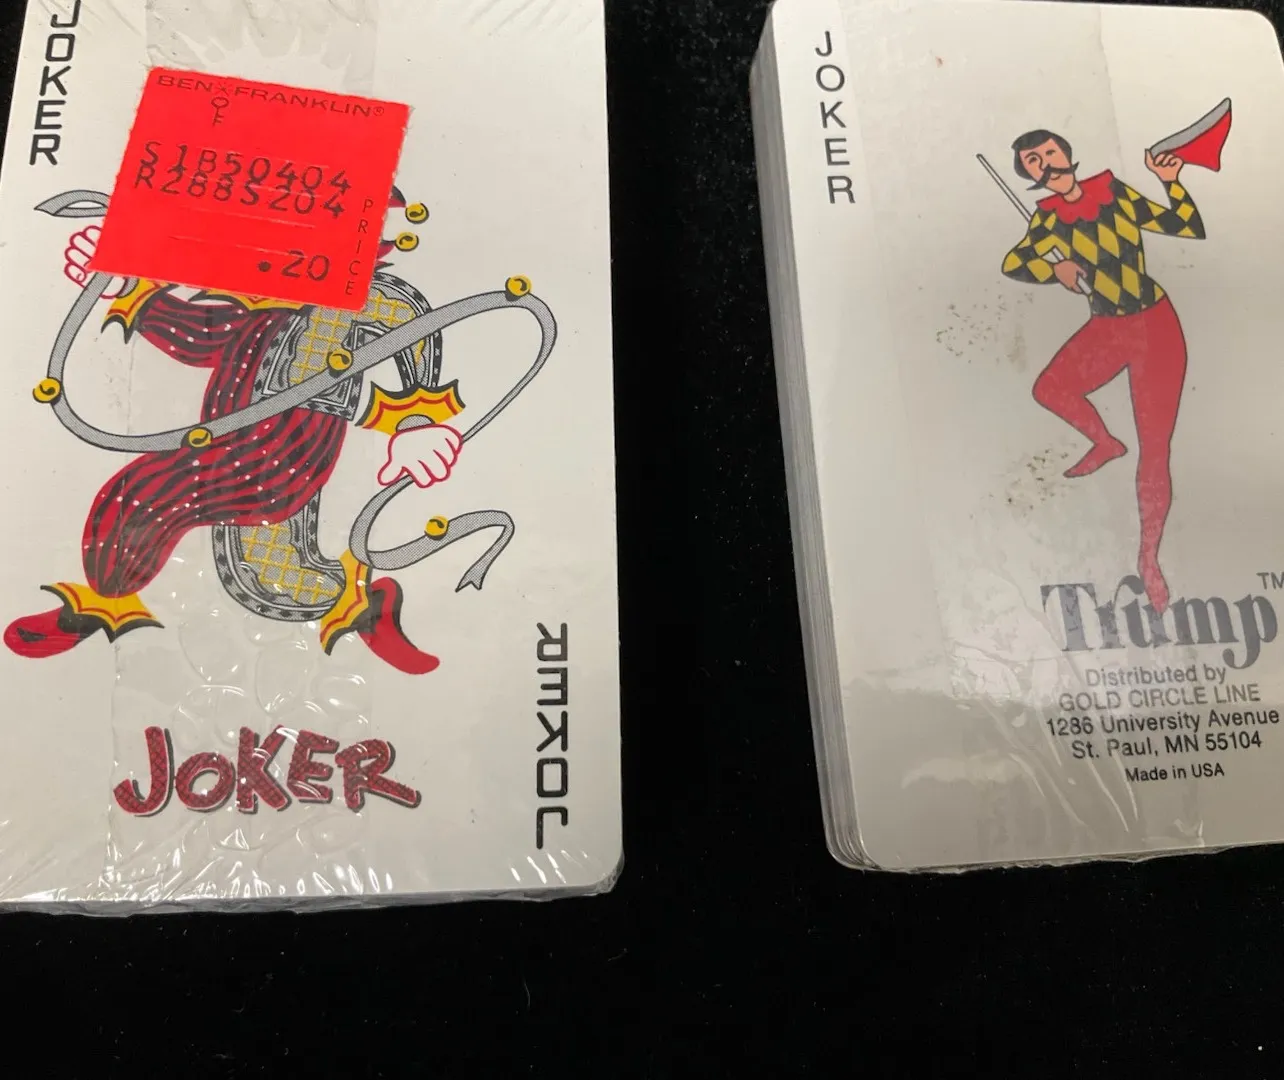 JOKER
BEN FRANKLIN®
S1B50404
R288S204
PRICE
.20
JOKER
JOKER
JOKER
Trump™
Distributed by
GOLD CIRCLE LINE
1286 University Avenue
St. Paul, MN 55104
Made in USA